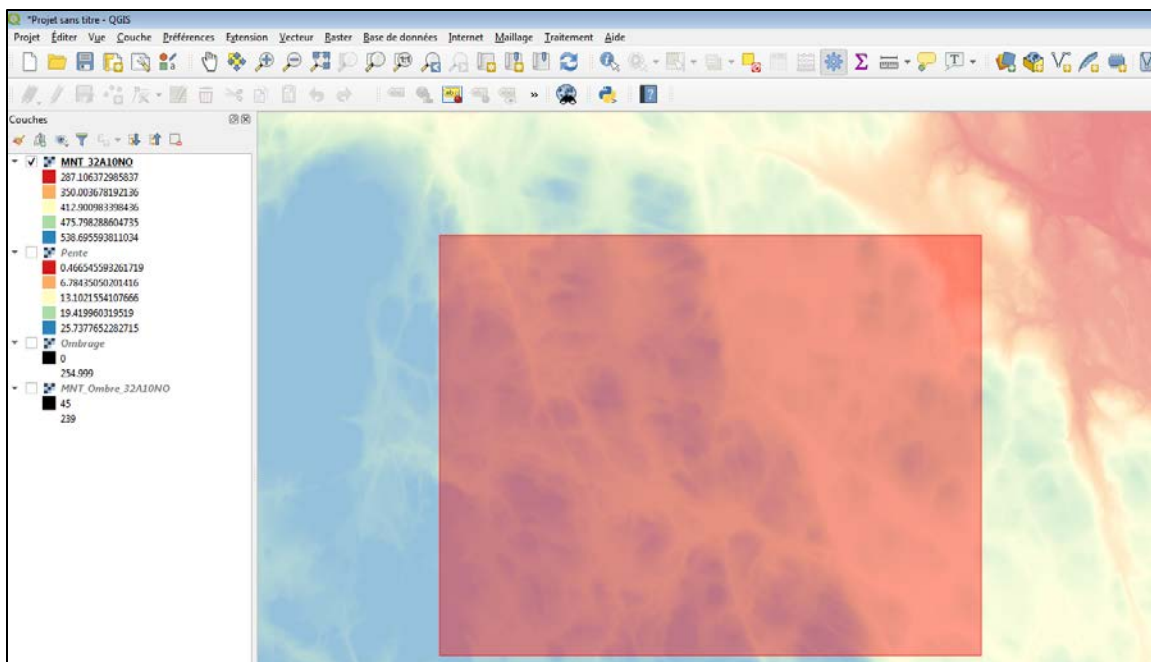 *Projet sans titre - QGIS
Projet Éditer Vue Couche Préférences Extension Vecteur Raster Base de données Internet Maillage Traitement Aide
Couches
MNT_32A10NO
287.106372985837
350.003678192136
412.900983398436
475.798288604735
538.695593811034
Pente
0.466545593261719
6.78435050201416
13.1021554107666
19.419960319519
25.7377652282715
Ombrage
0
254.999
MNT_Ombre_32A10NO
45
239